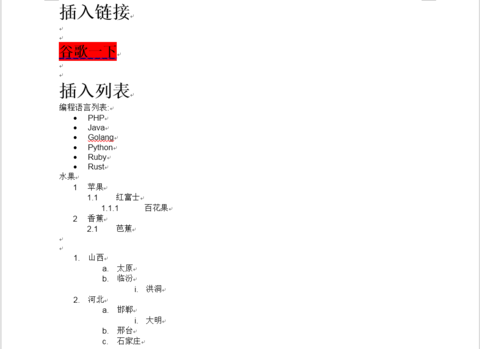 插入链接
谷歌一下
插入列表
编程语言列表:
• PHP
• Java
• Golang
• Python
• Ruby
• Rust
水果
1 苹果
1.1 红富士
1.1.1 百花果
2 香蕉
2.1 芭蕉
1. 山西
a. 太原
b. 临汾
i. 洪洞
2. 河北
a. 邯郸
i. 大明
b. 邢台
c. 石家庄